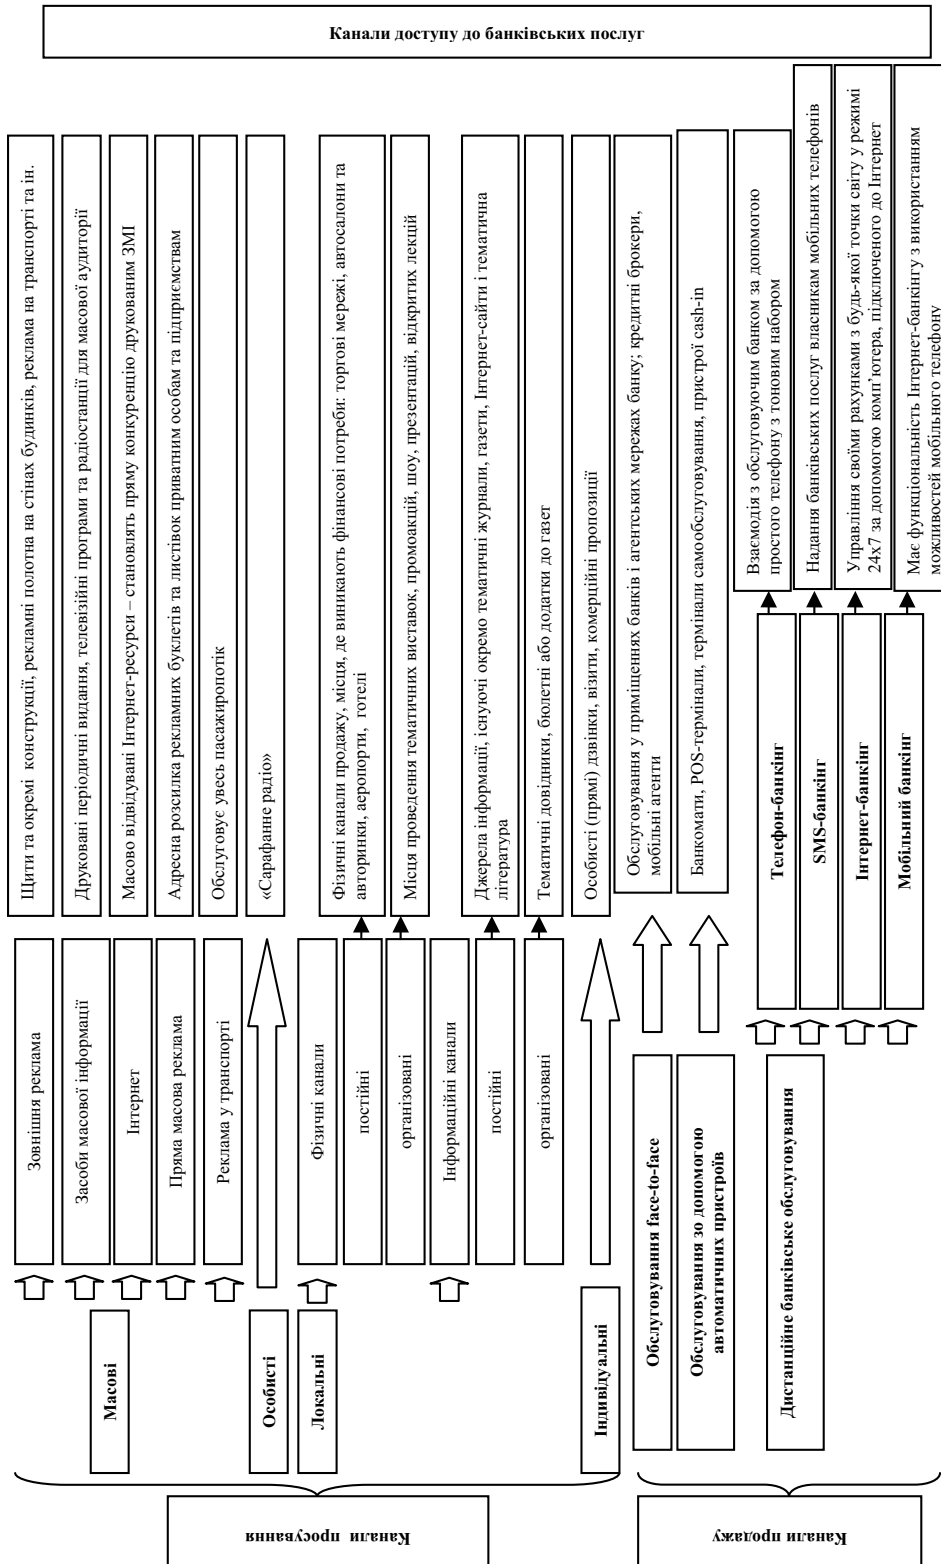 Канали доступу до банківських послуг
Канали просування
Масові
Зовнішня реклама
Щити та окремі конструкції, рекламні полотна на стінах будинків, реклама на транспорті та ін.
Засоби масової інформації
Друковані періодичні видання, телевізійні програми та радіостанції для масової аудиторії
Інтернет
Масово відвідувані Інтернет-ресурси – становлять пряму конкуренцію друкованим ЗМІ
Пряма масова реклама
Адресна розсилка рекламних буклетів та листівок приватним особам та підприємствам
Реклама у транспорті
Обслуговує увесь пасажиропотік
Особисті
«Сарафанне радіо»
Локальні
Фізичні канали
постійні
Фізичні канали продажу, місця, де виникають фінансові потреби: торгові мережі, автосалони та
авторинки, аеропорти, готелі
організовані
Місця проведення тематичних виставок, промоакцій, шоу, презентацій, відкритих лекцій
Інформаційні канали
постійні
Джерела інформації, існуючі окремо тематичні журнали, газети, Інтернет-сайти і тематична
література
організовані
Тематичні довідники, бюлетні або додатки до газет
Індивідуальні
Особисті (прямі) дзвінки, візити, комерційні пропозиції
Канали продажу
Обслуговування face-to-face
Обслуговування у приміщеннях банків і агентських мережах банку; кредитні брокери,
мобільні агенти
Обслуговування зо допомогою
автоматичних пристроїв
Банкомати, POS-термінали, термінали самообслуговування, пристрої cash-in
Дистанційне банківське обслуговування
Телефон-банкінг
Взаємодія з обслуговуючим банком за допомогою
простого телефону з тоновим набором
SMS-банкінг
Надання банківських послуг власникам мобільних телефонів
Інтернет-банкінг
Управління своїми рахунками з будь-якої точки світу у режимі
24x7 за допомогою комп’ютера, підключеного до Інтернет
Мобільний банкінг
Має функціональність Інтернет-банкінгу з використанням
можливостей мобільного телефону